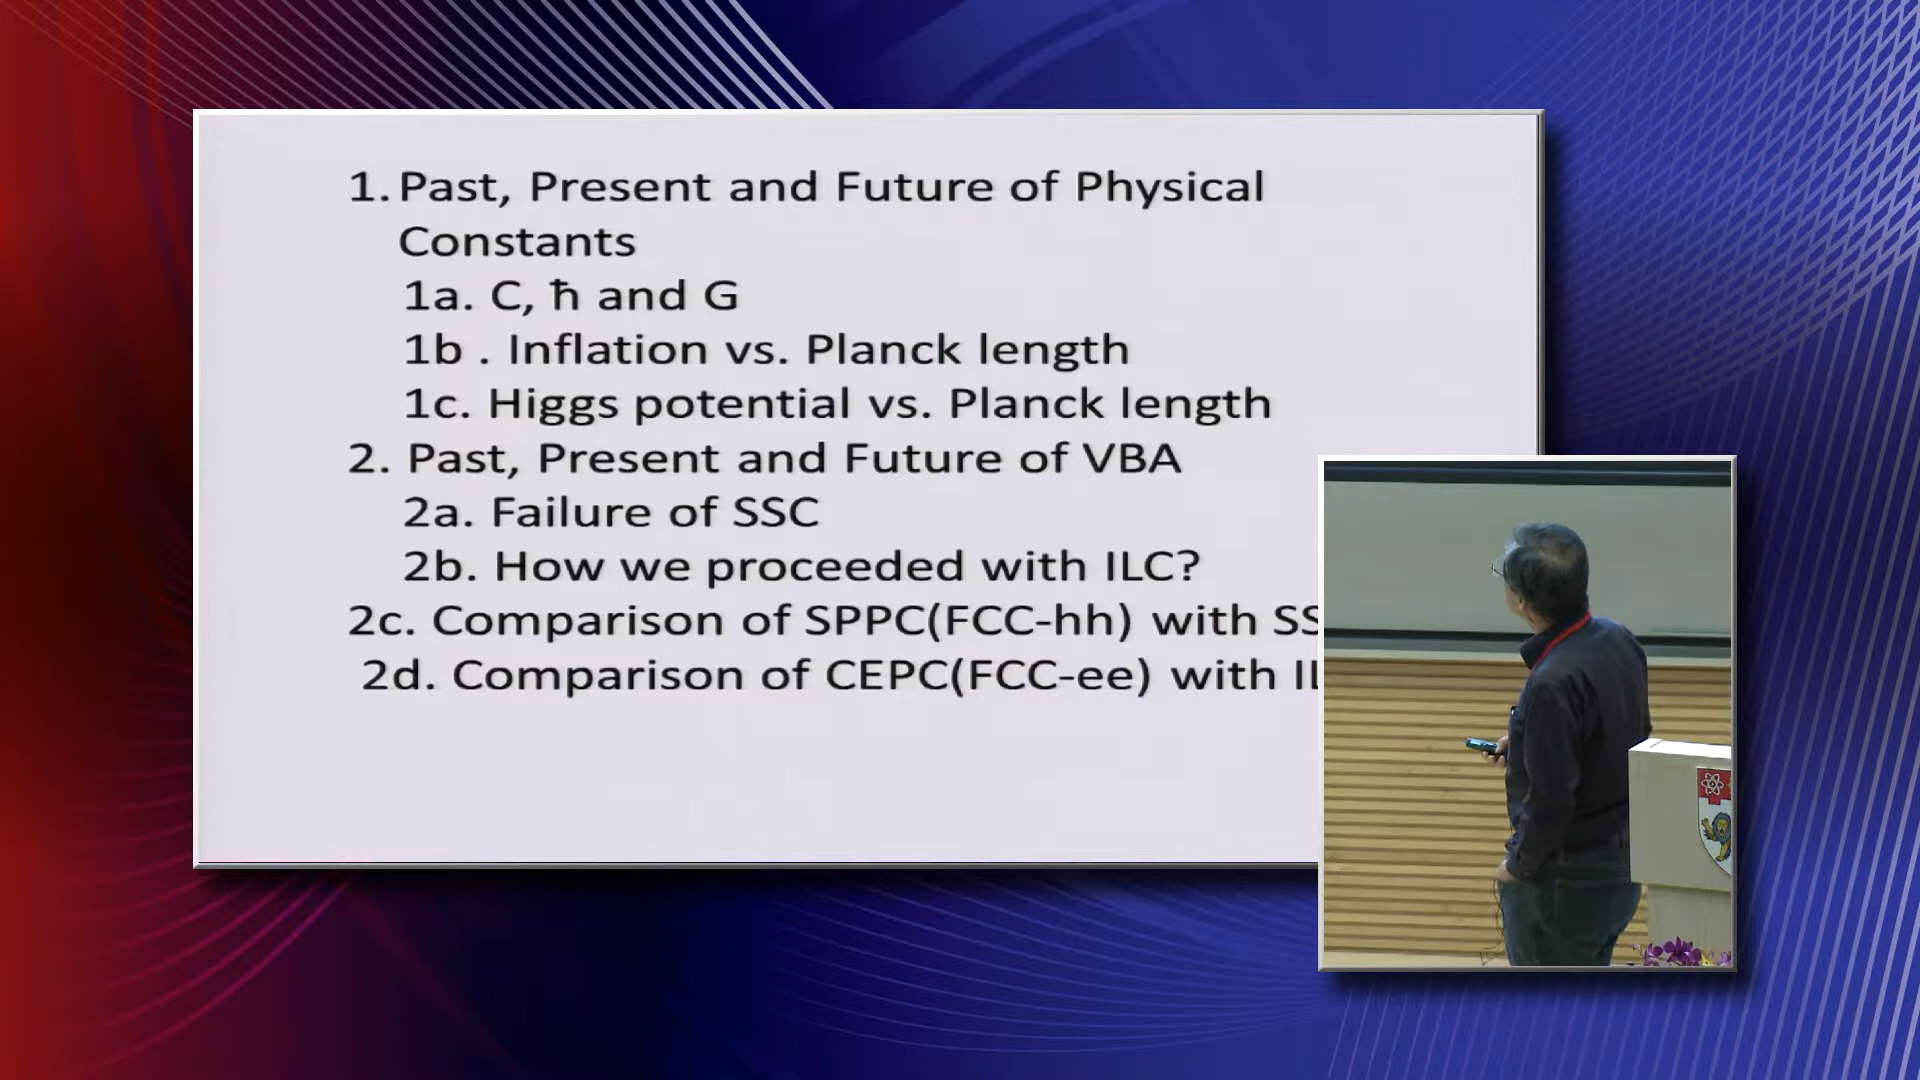 1. Past, Present and Future of Physical
Constants
1a. C, ħ and G
1b . Inflation vs. Planck length
1c. Higgs potential vs. Planck length
2. Past, Present and Future of VBA
2a. Failure of SSC
2b. How we proceeded with ILC?
2c. Comparison of SPPC(FCC-hh) with
2d. Comparison of CEPC(FCC-ee) with